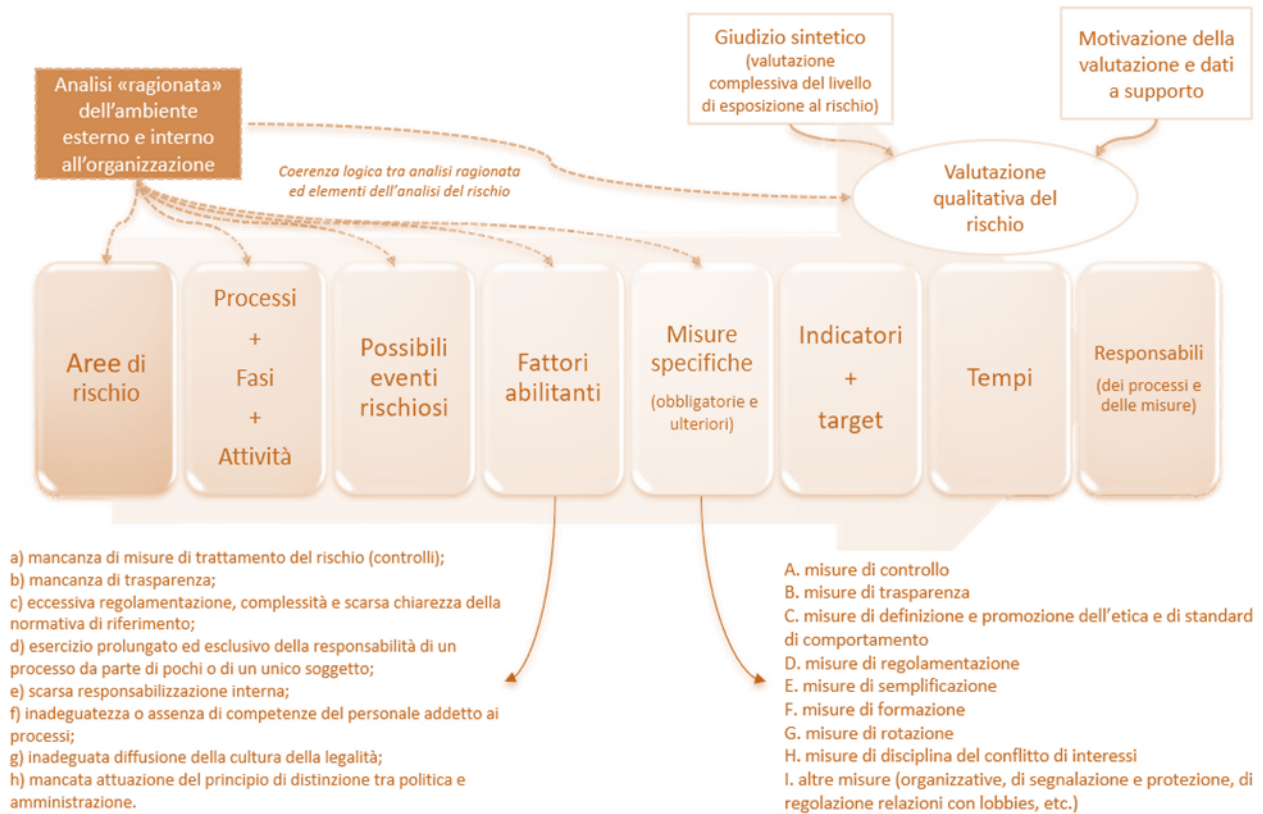 Analisi «ragionata»
dell'ambiente
esterno e interno
all'organizzazione
Giudizio sintetico
(valutazione
complessiva del livello
di esposizione al rischio)
Motivazione della
valutazione e dati
a supporto
Coerenza logica tra analisi ragionata
ed elementi dell'analisi del rischio
Valutazione
qualitativa del
rischio
Aree di
rischio
Processi
+
Fasi
+
Attività
Possibili
eventi
rischiosi
Fattori
abilitanti
Misure
specifiche
(obbligatorie e
ulteriori)
Indicatori
+
target
Tempi
Responsabili
(dei processi e
delle misure)
a) mancanza di misure di trattamento del rischio (controlli);
b) mancanza di trasparenza;
c) eccessiva regolamentazione, complessità e scarsa chiarezza della
normativa di riferimento;
d) esercizio prolungato ed esclusivo della responsabilità di un
processo da parte di pochi o di un unico soggetto;
e) scarsa responsabilizzazione interna;
f) inadeguatezza o assenza di competenze del personale addetto ai
processi;
g) inadeguata diffusione della cultura della legalità;
h) mancata attuazione del principio di distinzione tra politica e
amministrazione.
A. misure di controllo
B. misure di trasparenza
C. misure di definizione e promozione dell'etica e di standard
di comportamento
D. misure di regolamentazione
E. misure di semplificazione
F. misure di formazione
G. misure di rotazione
H. misure di disciplina del conflitto di interessi
I. altre misure (organizzative, di segnalazione e protezione, di
regolazione relazioni con lobbies, etc.)